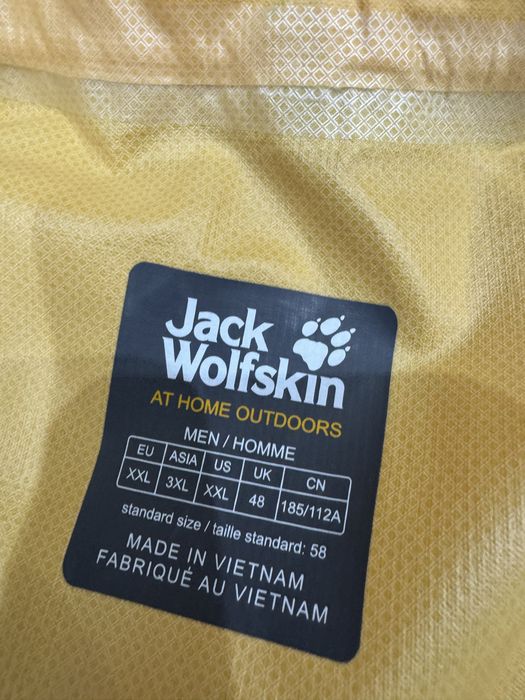 Jack
Wolfskin
AT HOME OUTDOORS
MEN / HOMME
EU ASIA US UK CN
XXL 3XL XXL 48 185/112A
standard size / taille standard: 58
MADE IN VIETNAM
FABRIQUÉ AU VIETNAM